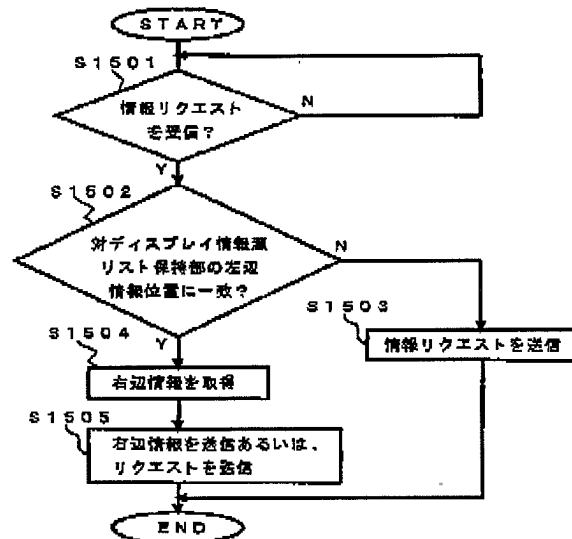 START
S1501
情報リクエスト
を受信?
N
Y
S1502
対ディスプレイ情報源
リスト保持部の左辺
情報位置に一致?
N
Y
S1503
情報リクエストを送信
S1504
右辺情報を取得
S1505
右辺情報を送信あるいは、
リクエストを送信
END